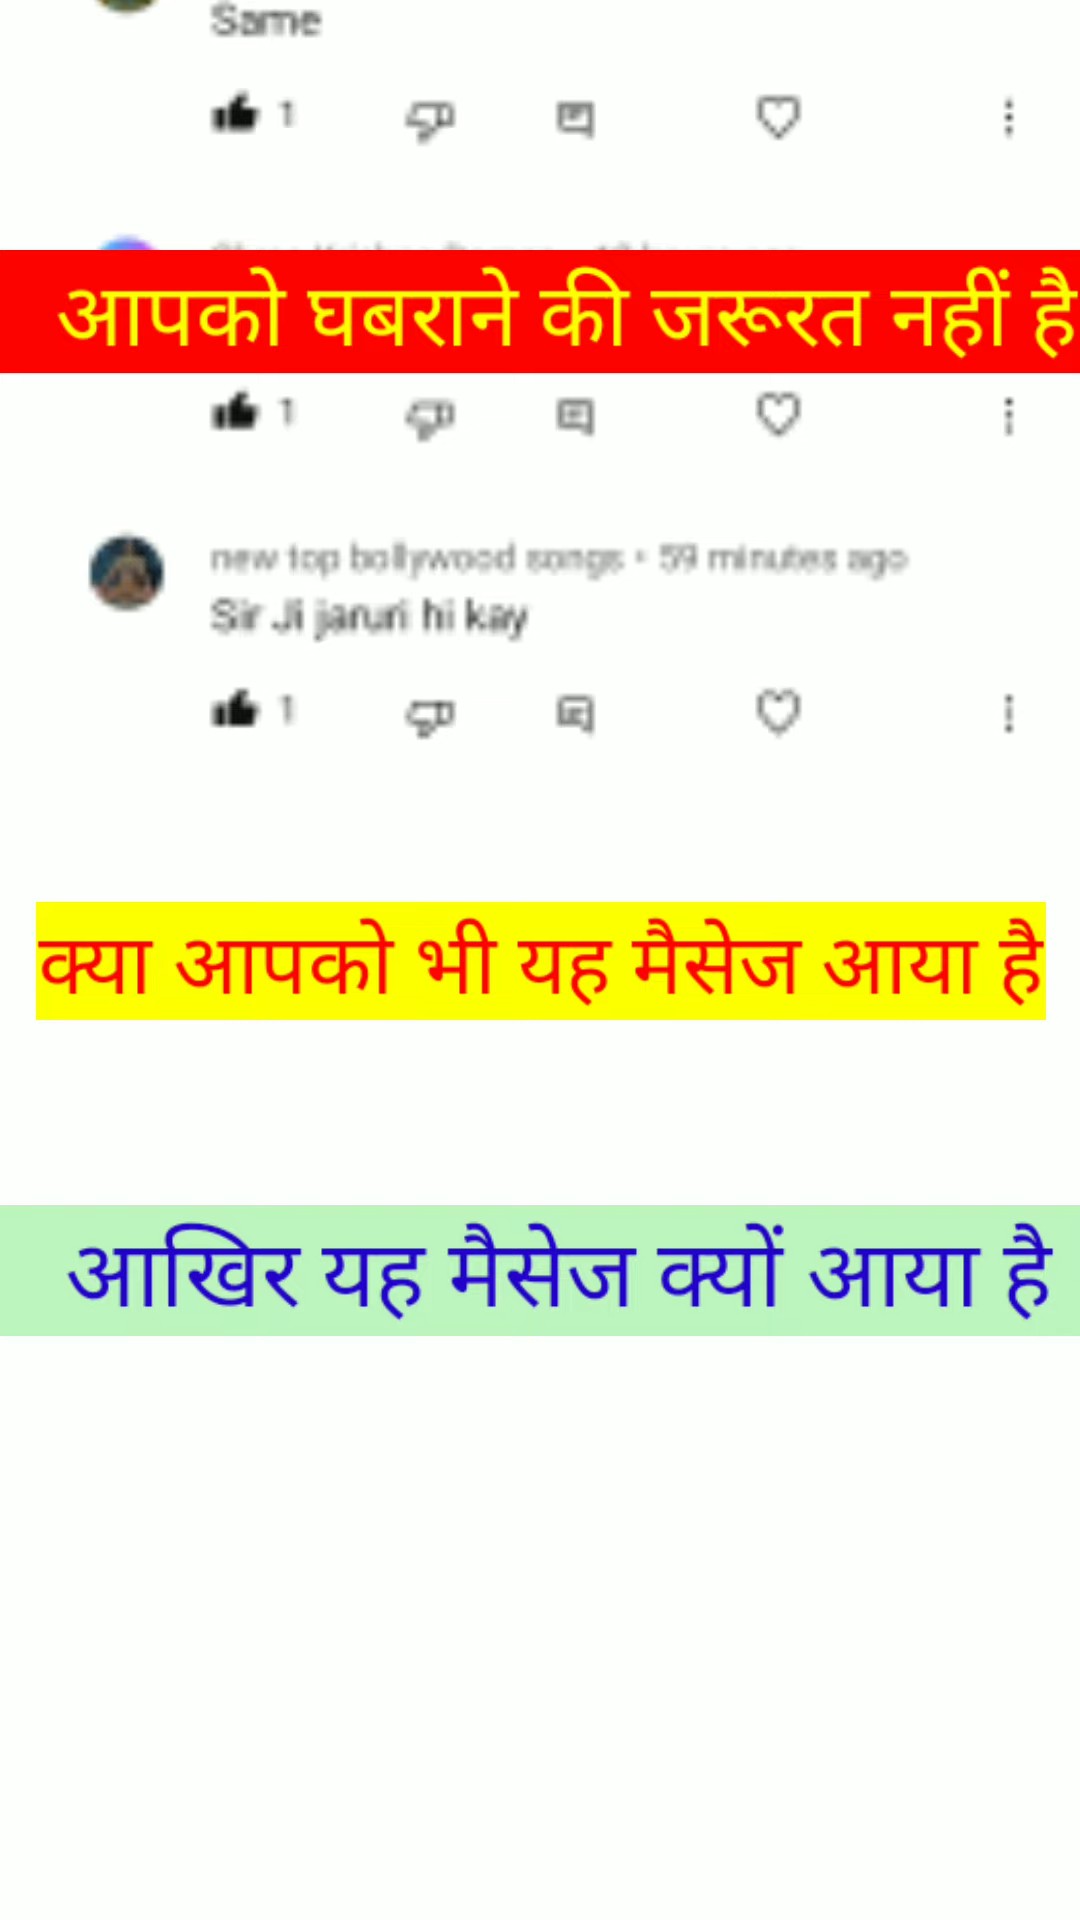 Same
1
आपको घबराने की जरूरत नहीं है
1
new top bollywood songs • 59 minutes ago
Sir Ji jaruri hi kay
1
क्या आपको भी यह मैसेज आया है
आखिर यह मैसेज क्यों आया है